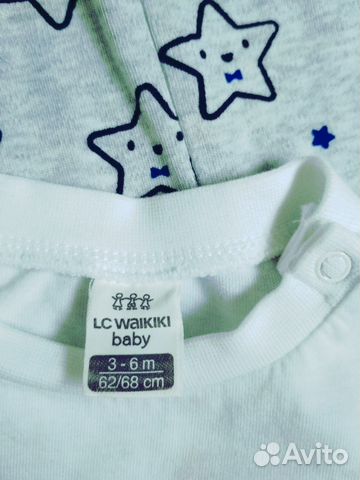 LC WAIKIKI
baby
3 - 6 m
62/68 cm
Avito